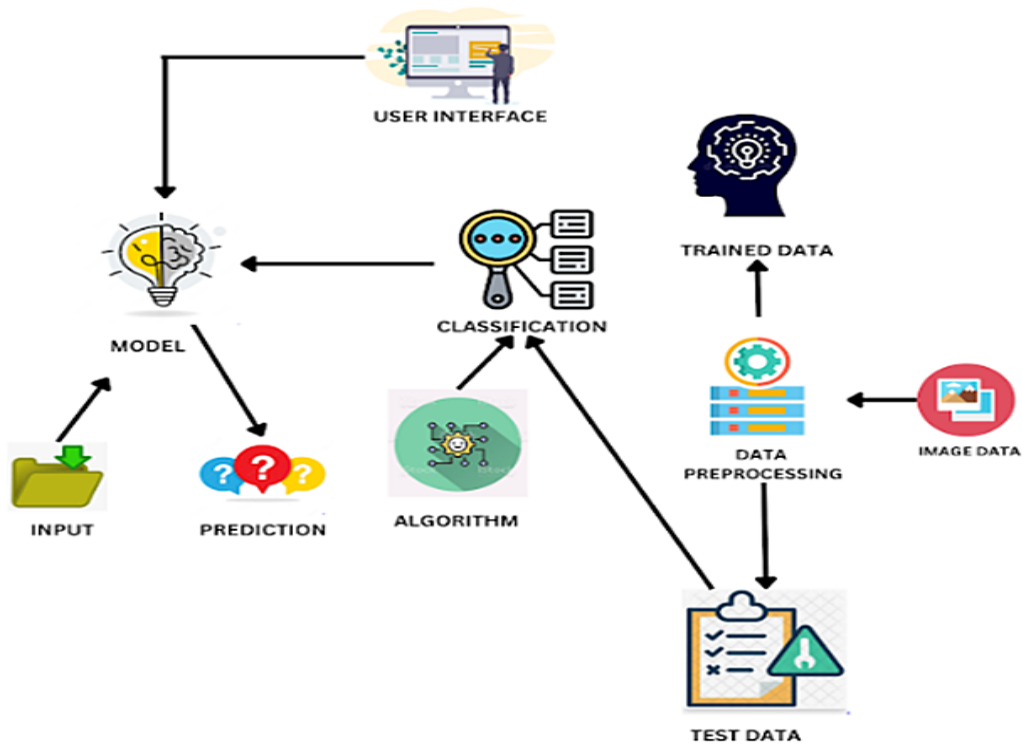 USER INTERFACE
TRAINED DATA
CLASSIFICATION
MODEL
IMAGE DATA
DATA
PREPROCESSING
ALGORITHM
INPUT
PREDICTION
TEST DATA